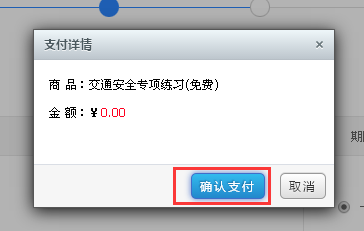 支付详情
×
商 品：交通安全专项练习(免费)
金 额：￥0.00
确认支付
取消